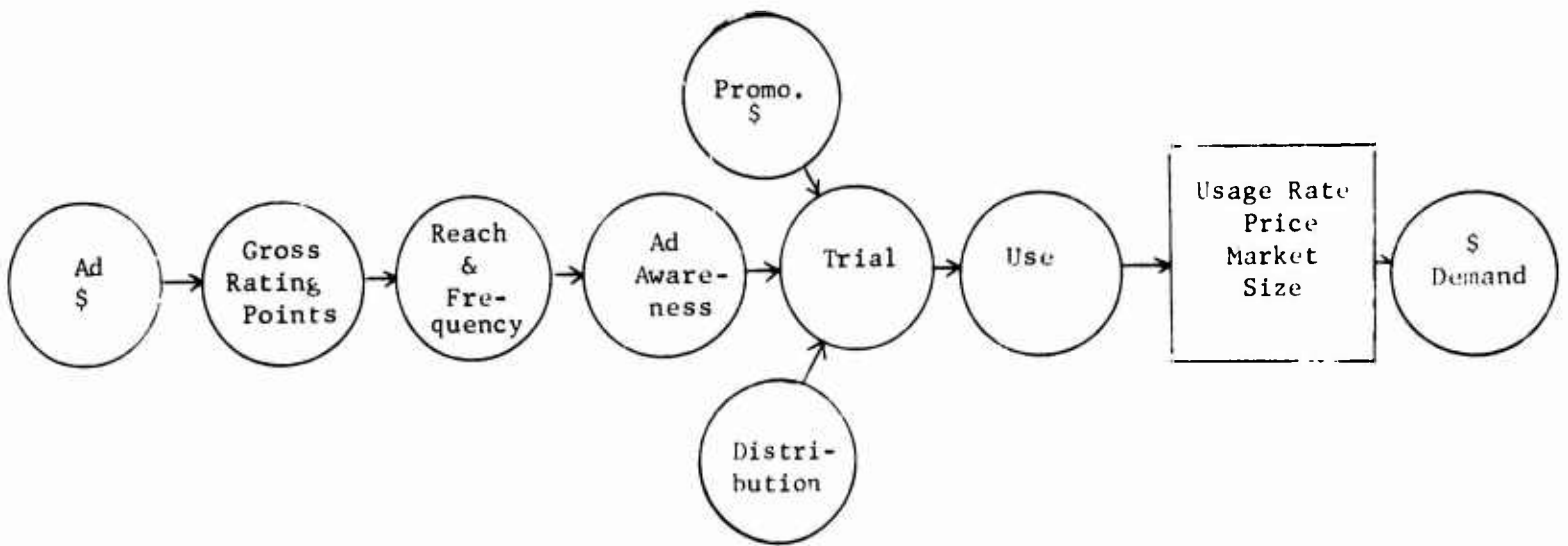 Promo.
$
Ad
$
Gross
Rating
Points
Reach
&
Fre-
quency
Ad
Aware-
ness
Trial
Use
Usage Rate
Price
Market
Size
$
Demand
Distri-
bution